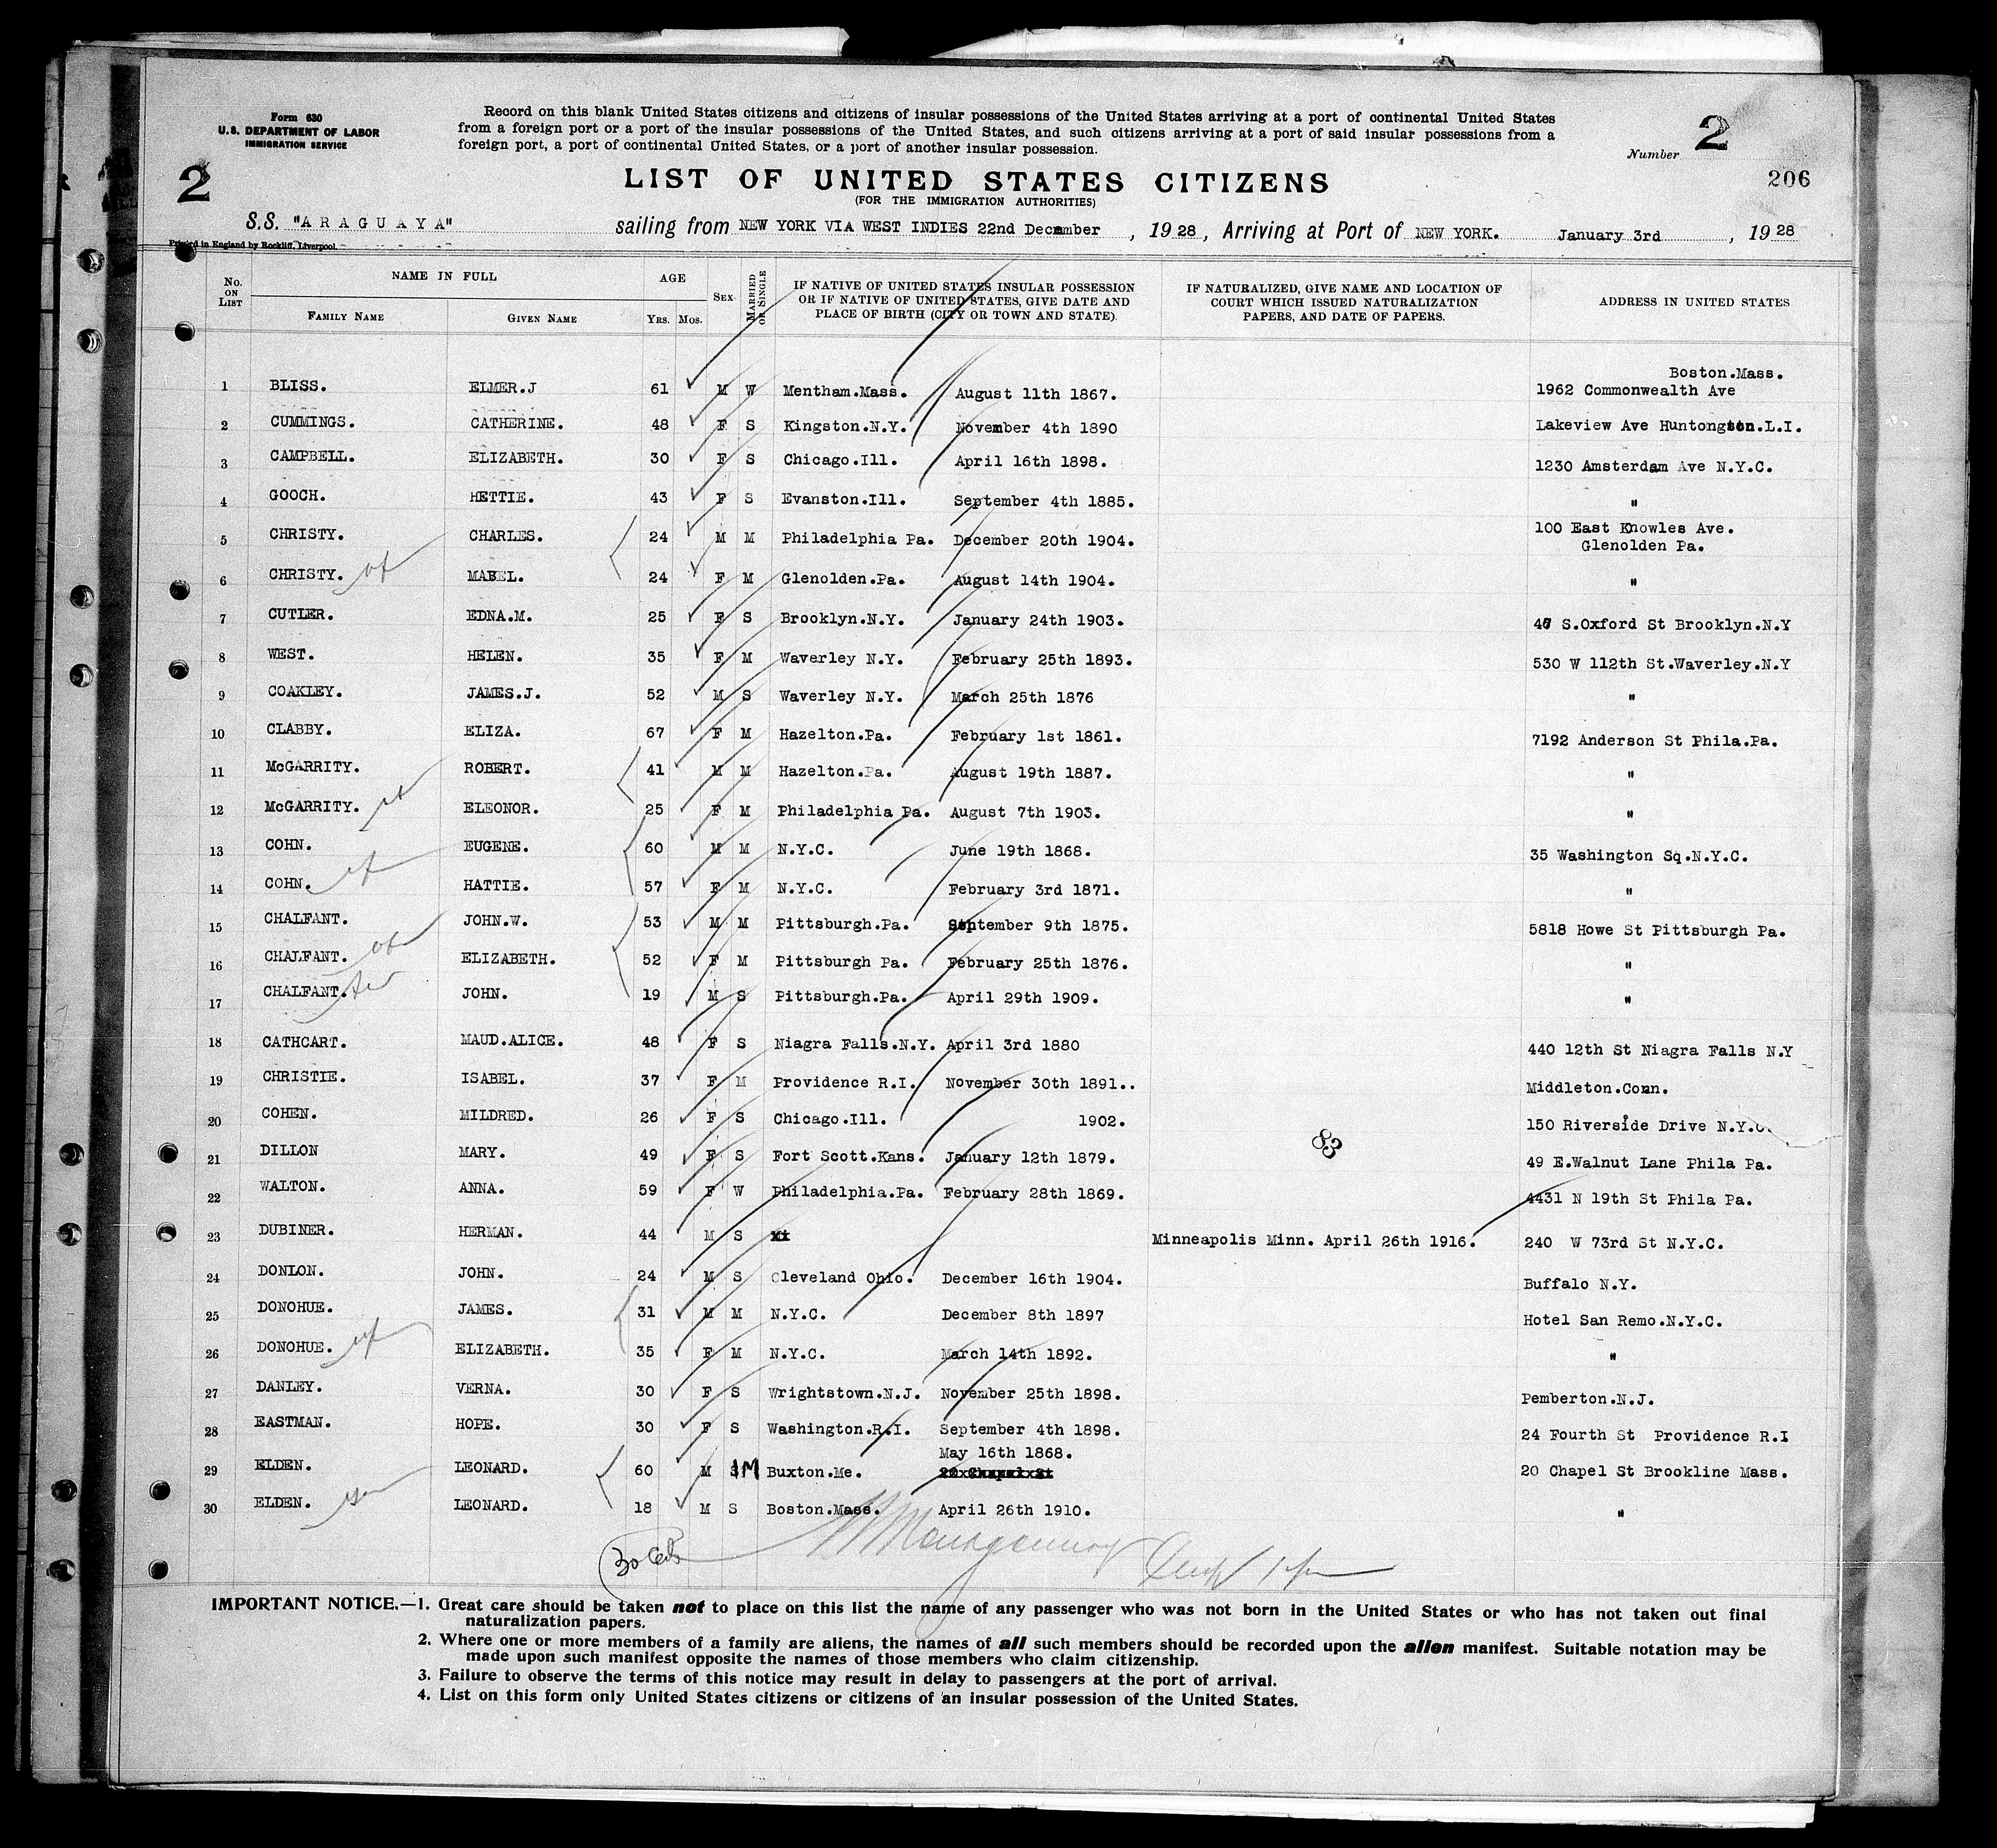 Form 630
U.S. DEPARTMENT OF LABOR
IMMIGRATION SERVICE
Record on this blank United States citizens and citizens of insular possessions of the United States arriving at a port of continental United States
from a foreign port or a port of the insular possessions of the United States, and such citizens arriving at a port of said insular possessions from a
foreign port, a port of continental United States, or a port of another insular possession.
Number 2
2
206
LIST OF UNITED STATES CITIZENS
(FOR THE IMMIGRATION AUTHORITIES)
S.S. "ARAGUAYA" sailing from NEW YORK VIA WEST INDIES 22nd December, 1928, Arriving at Port of NEW YORK. January 3rd, 1928
Printed in England by Rockliff, Liverpool.
No. ON LIST NAME IN FULL FAMILY NAME GIVEN NAME AGE YRS. MOS. SEX MARRIED OR SINGLE IF NATIVE OF UNITED STATES INSULAR POSSESSION OR IF NATIVE OF UNITED STATES, GIVE DATE AND PLACE OF BIRTH (CITY OR TOWN AND STATE). IF NATURALIZED, GIVE NAME AND LOCATION OF COURT WHICH ISSUED NATURALIZATION PAPERS, AND DATE OF PAPERS. ADDRESS IN UNITED STATES
Boston.Mass.
1 BLISS. ELMER.J 61 M W Mentham.Mass. August 11th 1867. 1962 Commonwealth Ave
2 CUMMINGS. CATHERINE. 48 F S Kingston.N.Y. November 4th 1890 Lakeview Ave Huntongton.L.I.
3 CAMPBELL. ELIZABETH. 30 F S Chicago.Ill. April 16th 1898. 1230 Amsterdam Ave N.Y.C.
4 GOOCH. HETTIE. 43 F S Evanston.Ill. September 4th 1885. "
5 CHRISTY. CHARLES. 24 M M Philadelphia Pa. December 20th 1904. 100 East Knowles Ave.
Glenolden Pa.
6 CHRISTY. MABEL. 24 F M Glenolden.Pa. August 14th 1904. "
7 CUTLER. EDNA.M. 25 F S Brooklyn.N.Y. January 24th 1903. S.Oxford St Brooklyn.N.Y
8 WEST. HELEN. 35 F M Waverley N.Y. February 25th 1893. 530 W 112th St.Waverley.N.Y
9 COAKLEY. JAMES.J. 52 M S Waverley N.Y. March 25th 1876 "
10 CLABBY. ELIZA. 67 F M Hazelton.Pa. February 1st 1861. 7192 Anderson St Phila.Pa.
11 McGARRITY. ROBERT. 41 M M Hazelton.Pa. August 19th 1887. "
12 McGARRITY. ELEONOR. 25 F M Philadelphia Pa. August 7th 1903. "
13 COHN. EUGENE. 60 M M N.Y.C. June 19th 1868. 35 Washington Sq.N.Y.C.
14 COHN. HATTIE. 57 F M N.Y.C. February 3rd 1871. "
15 CHALFANT. JOHN.W. 53 M M Pittsburgh.Pa. September 9th 1875. 5818 Howe St Pittsburgh Pa.
16 CHALFANT. ELIZABETH. 52 F M Pittsburgh Pa. February 25th 1876. "
17 CHALFANT. JOHN. 19 M S Pittsburgh.Pa. April 29th 1909. "
18 CATHCART. MAUD.ALICE. 48 F S Niagra Falls.N.Y. April 3rd 1880 440 12th St Niagra Falls N.Y
19 CHRISTIE. ISABEL. 37 F M Providence R.I. November 30th 1891.. Middleton.Conn.
20 COHEN. MILDRED. 26 F S Chicago.Ill. 1902. 150 Riverside Drive N.Y.C.
21 DILLON MARY. 49 F S Fort Scott.Kans. January 12th 1879. 49 E.Walnut Lane Phila Pa.
22 WALTON. ANNA. 59 F W Philadelphia.Pa. February 28th 1869. 4431 N 19th St Phila Pa.
23 DUBINER. HERMAN. 44 M S Minneapolis Minn. April 26th 1916. 240 W 73rd St N.Y.C.
24 DONLON. JOHN. 24 M S Cleveland Ohio. December 16th 1904. Buffalo N.Y.
25 DONOHUE. JAMES. 31 M M N.Y.C. December 8th 1897 Hotel San Remo.N.Y.C.
26 DONOHUE. ELIZABETH. 35 F M N.Y.C. March 14th 1892. "
27 DANLEY. VERNA. 30 F S Wrightstown.N.J. November 25th 1898. Pemberton.N.J.
28 EASTMAN. HOPE. 30 F S Washington.R.I. September 4th 1898. 24 Fourth St Providence R.I
May 16th 1868.
29 ELDEN. LEONARD. 60 M M Buxton.Me. 20 Chapel St 20 Chapel St Brookline Mass.
30 ELDEN. LEONARD. 18 M S Boston.Mass. April 26th 1910. "
IMPORTANT NOTICE.—1. Great care should be taken not to place on this list the name of any passenger who was not born in the United States or who has not taken out final
naturalization papers.
2. Where one or more members of a family are aliens, the names of all such members should be recorded upon the alien manifest. Suitable notation may be
made upon such manifest opposite the names of those members who claim citizenship.
3. Failure to observe the terms of this notice may result in delay to passengers at the port of arrival.
4. List on this form only United States citizens or citizens of an insular possession of the United States.